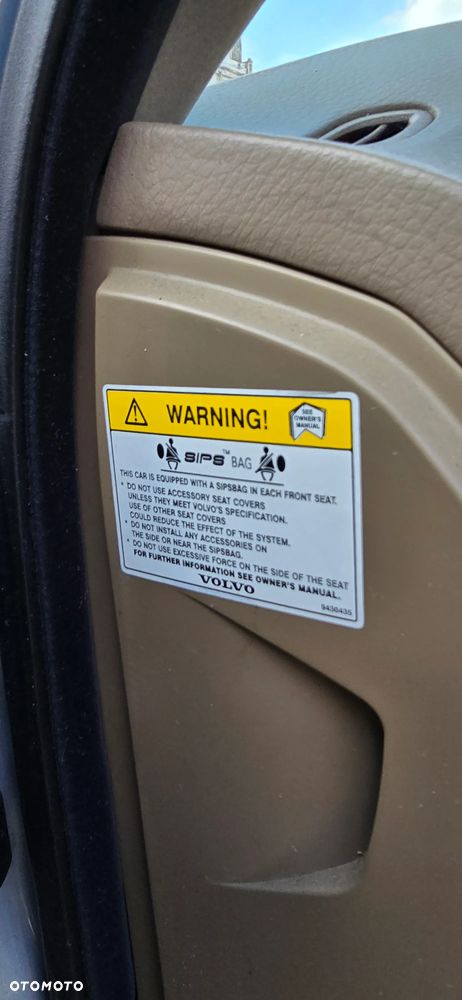 WARNING!
SEE
OWNER'S
MANUAL
SIPS™ BAG
THIS CAR IS EQUIPPED WITH A SIPSBAG IN EACH FRONT SEAT.
* DO NOT USE ACCESSORY SEAT COVERS
UNLESS THEY MEET VOLVO'S SPECIFICATION.
USE OF OTHER SEAT COVERS
COULD REDUCE THE EFFECT OF THE SYSTEM.
* DO NOT INSTALL ANY ACCESSORIES ON
THE SIDE OR NEAR THE SIPSBAG.
* DO NOT USE EXCESSIVE FORCE ON THE SIDE OF THE SEAT
FOR FURTHER INFORMATION SEE OWNER'S MANUAL.
VOLVO
9430435
OTOMOTO